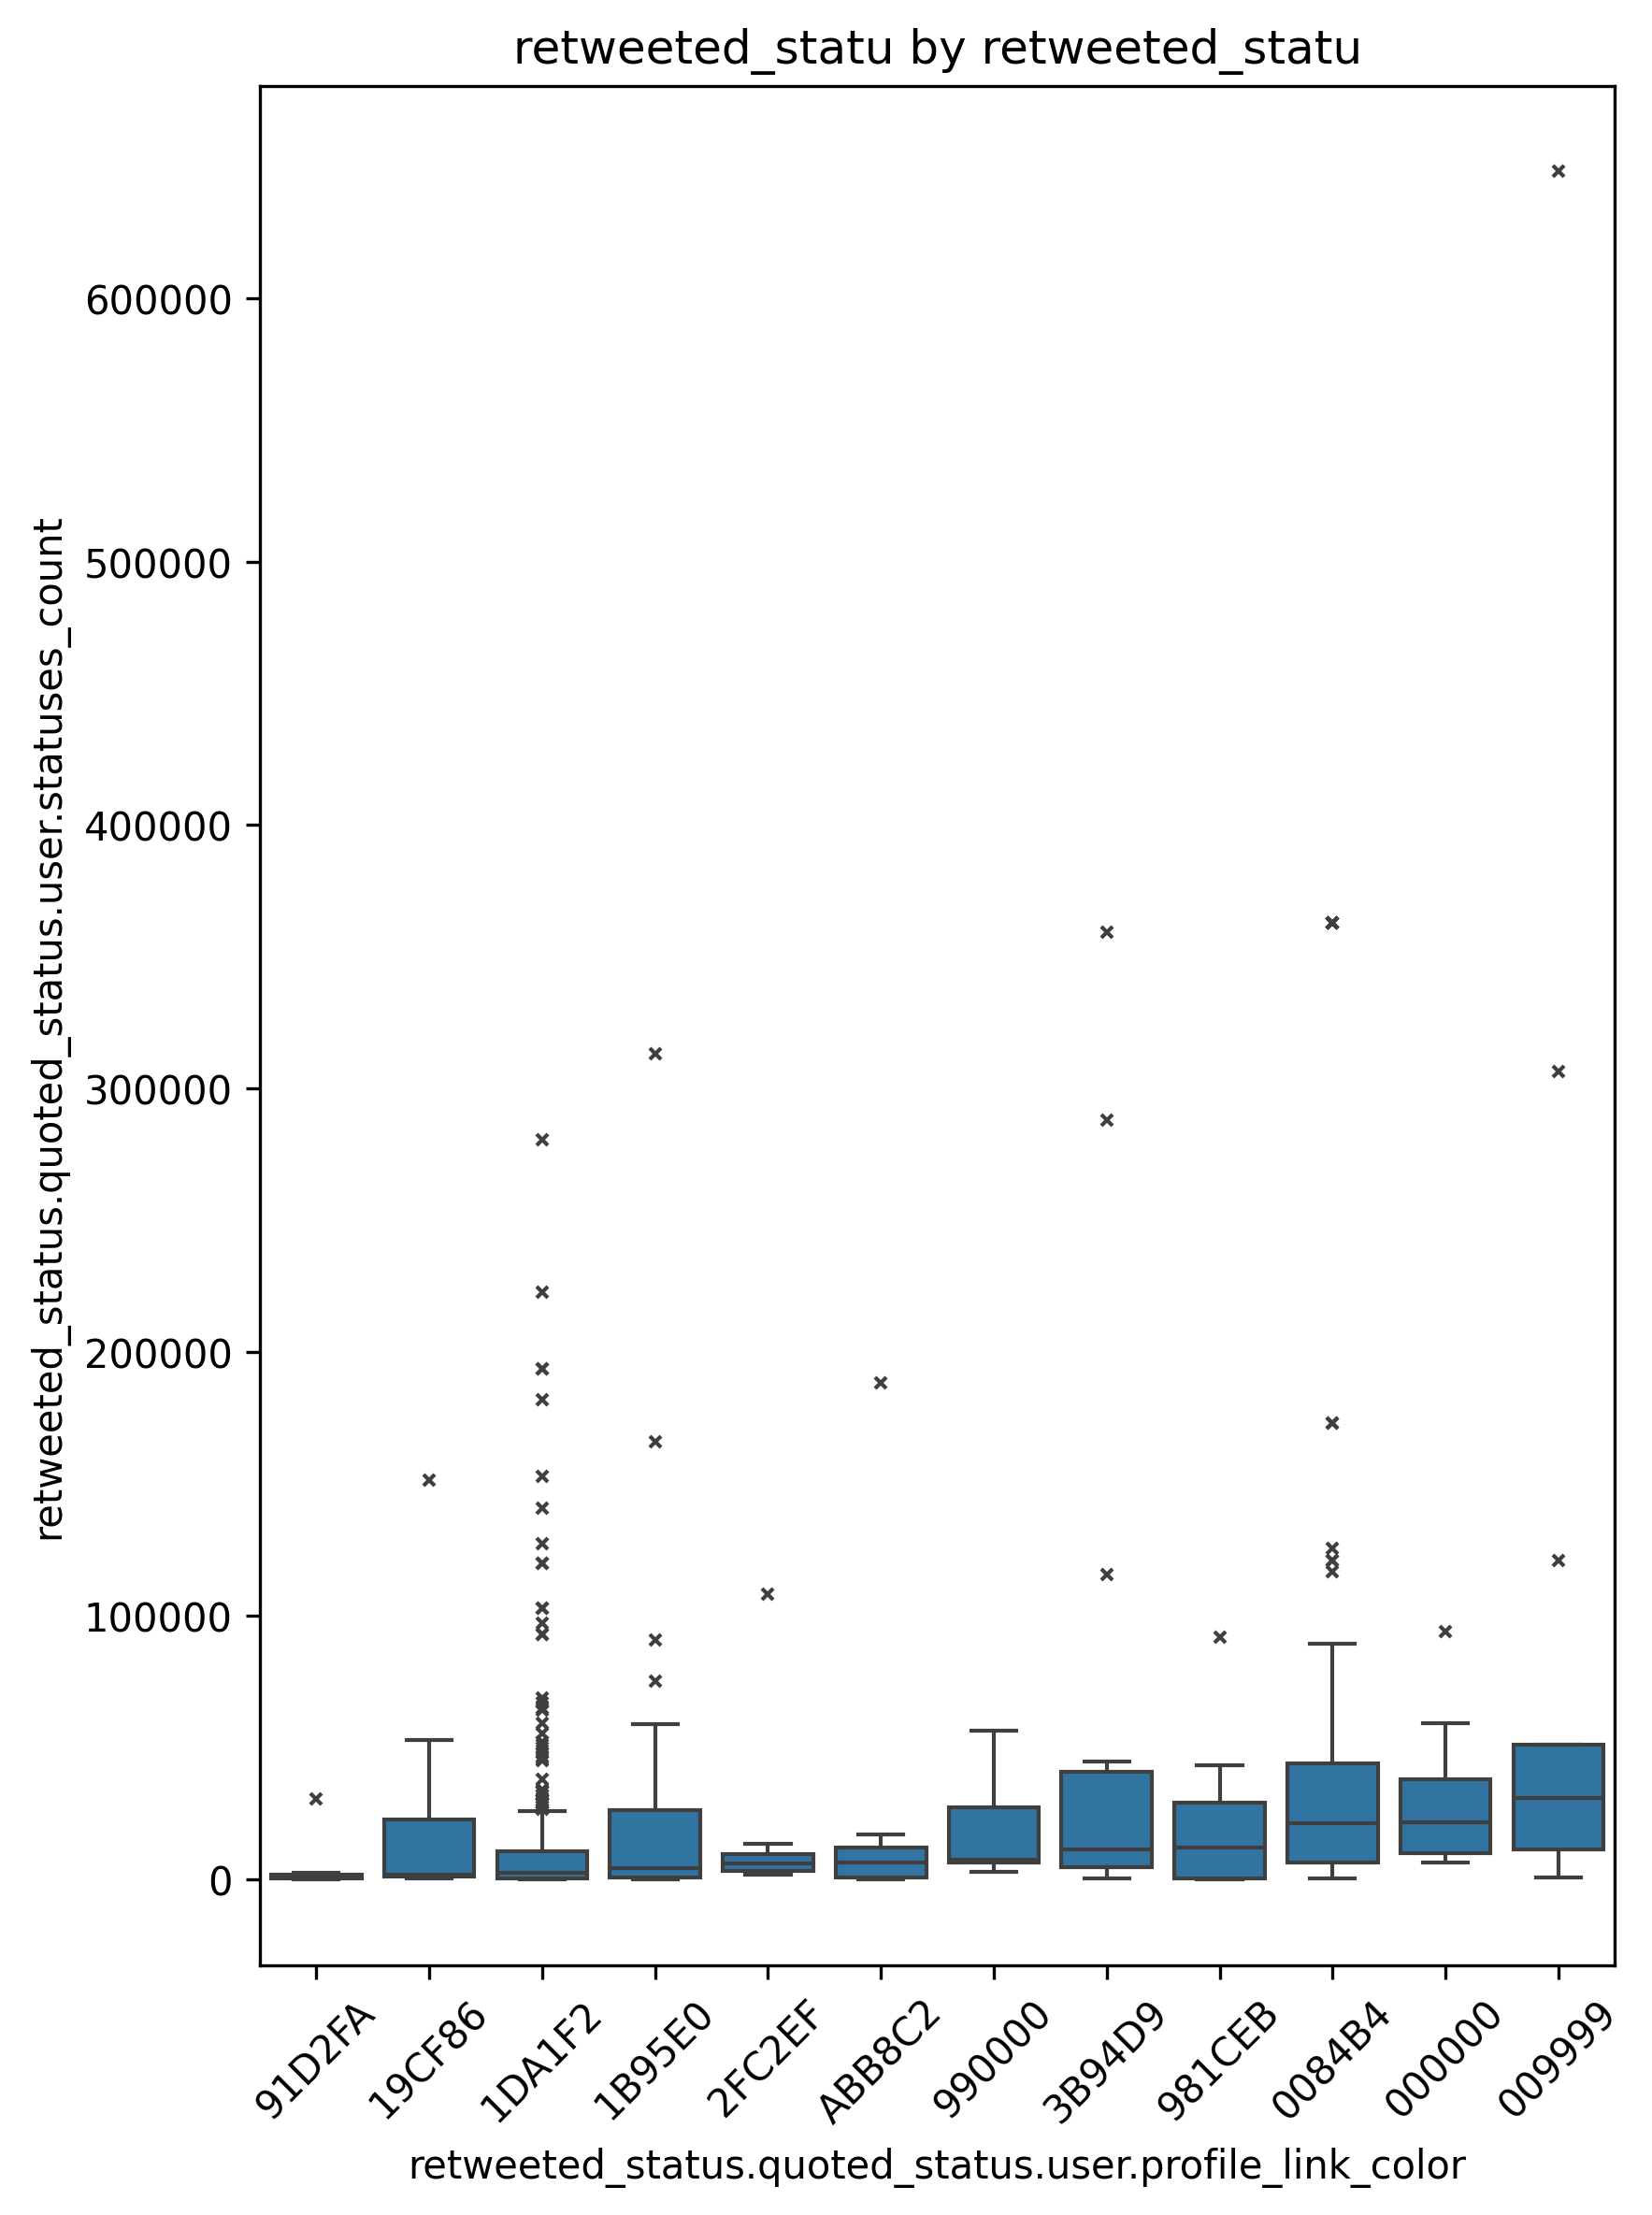 retweeted_statu by retweeted_statu
retweeted_status.quoted_status.user.statuses_count
600000
500000
400000
300000
200000
100000
0
91D2FA
19CF86
1DA1F2
1B95E0
2FC2EF
ABB8C2
990000
3B94D9
981CEB
0084B4
000000
009999
retweeted_status.quoted_status.user.profile_link_color